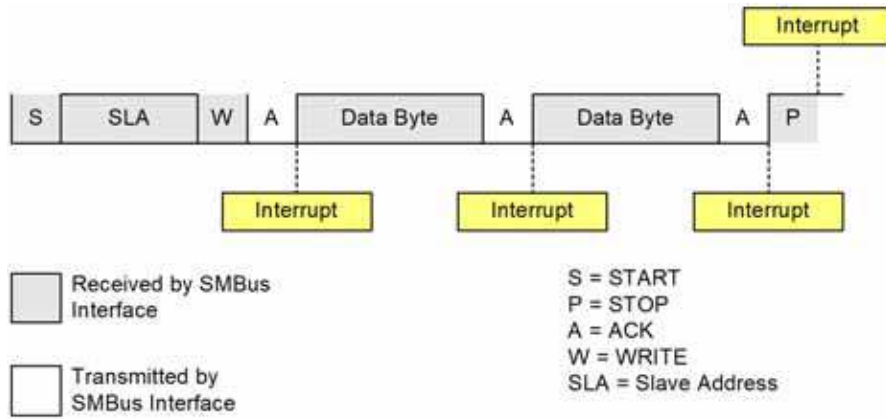 Interrupt
S SLA W A Data Byte A Data Byte A P
Interrupt Interrupt Interrupt
Received by SMBus
Interface
Transmitted by
SMBus Interface
S = START
P = STOP
A = ACK
W = WRITE
SLA = Slave Address